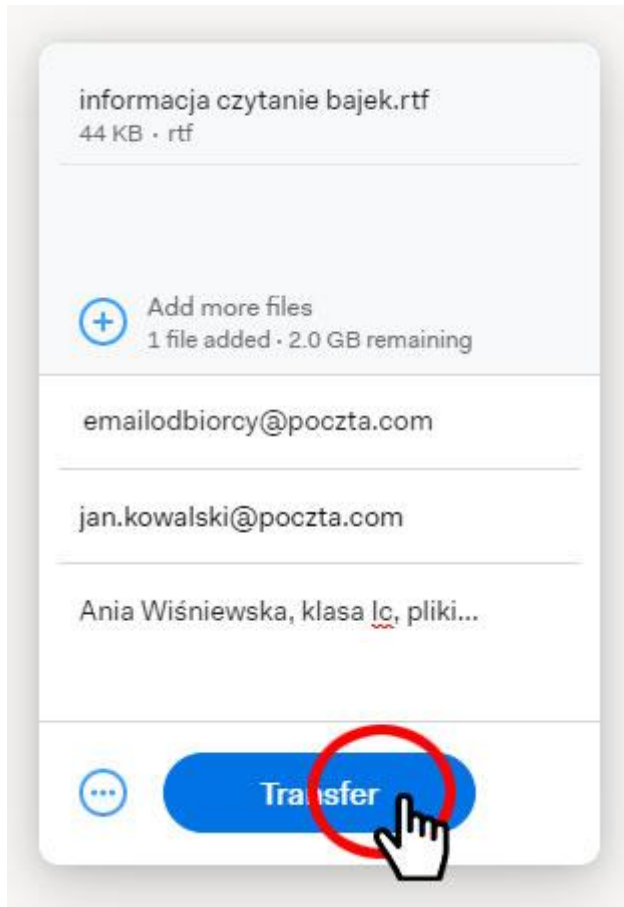 informacja czytanie bajek.rtf
44 KB · rtf
Add more files
1 file added · 2.0 GB remaining
emailodbiorcy@poczta.com
jan.kowalski@poczta.com
Ania Wiśniewska, klasa Ic, pliki...
Transfer